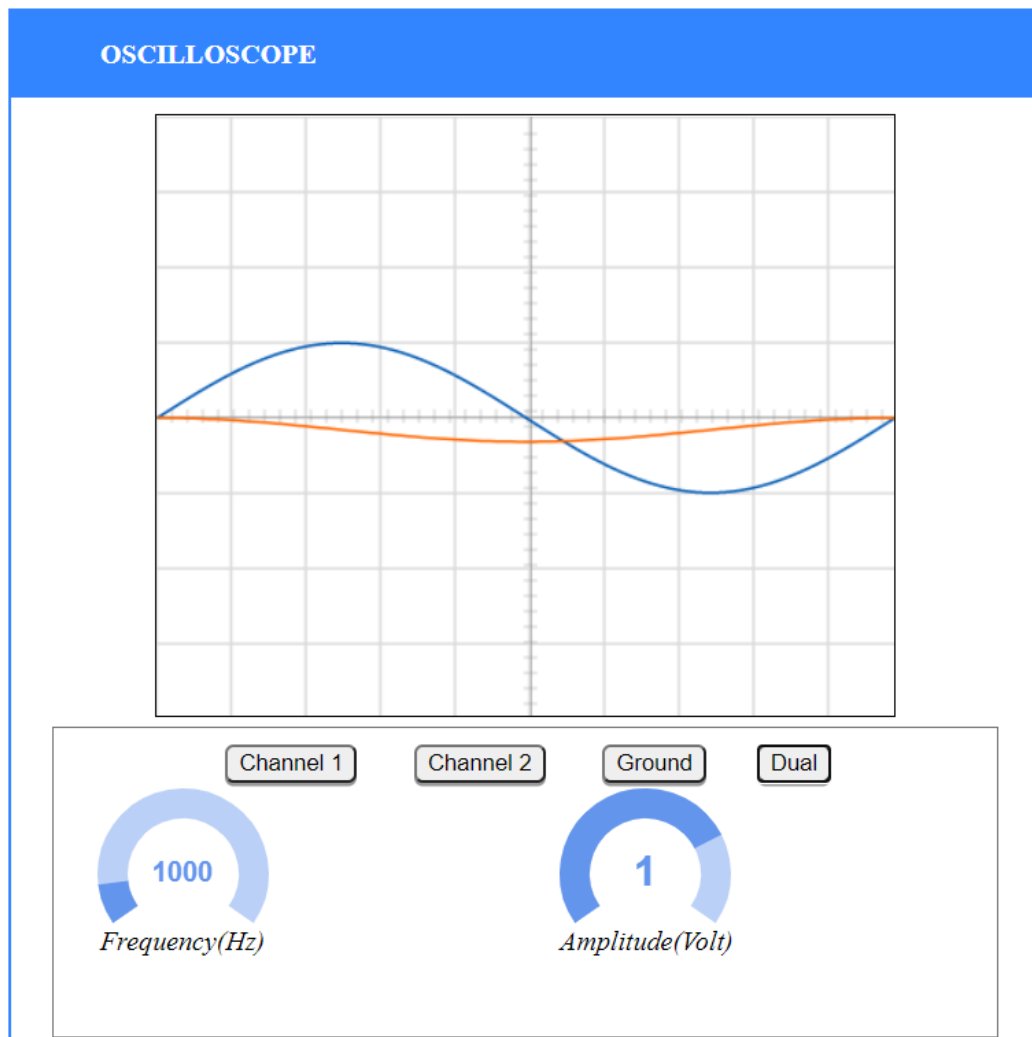 OSCILLOSCOPE
Channel 1 Channel 2 Ground Dual
1000 1
Frequency(Hz) Amplitude(Volt)